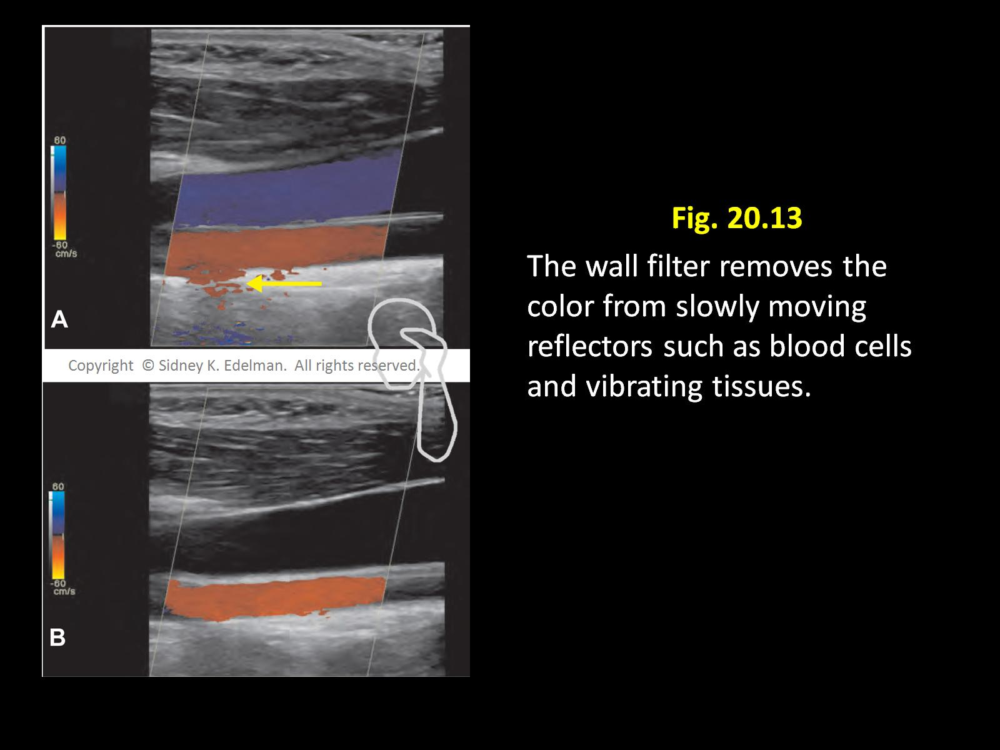 60
-60
cm/s
A
Copyright © Sidney K. Edelman. All rights reserved.
60
-60
cm/s
B
Fig. 20.13
The wall filter removes the
color from slowly moving
reflectors such as blood cells
and vibrating tissues.